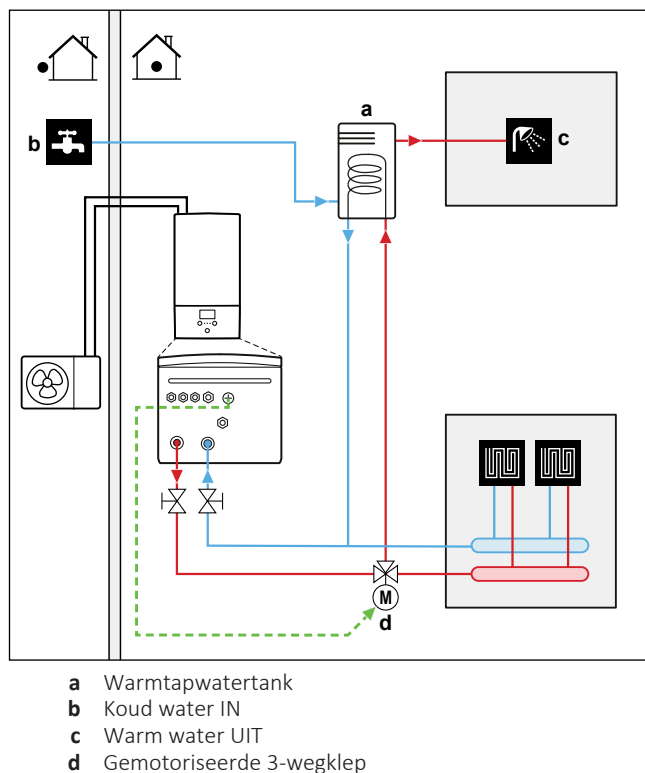 a
b
c
M
d
a Warmtapwatertank
b Koud water IN
c Warm water UIT
d Gemotoriseerde 3-wegklep